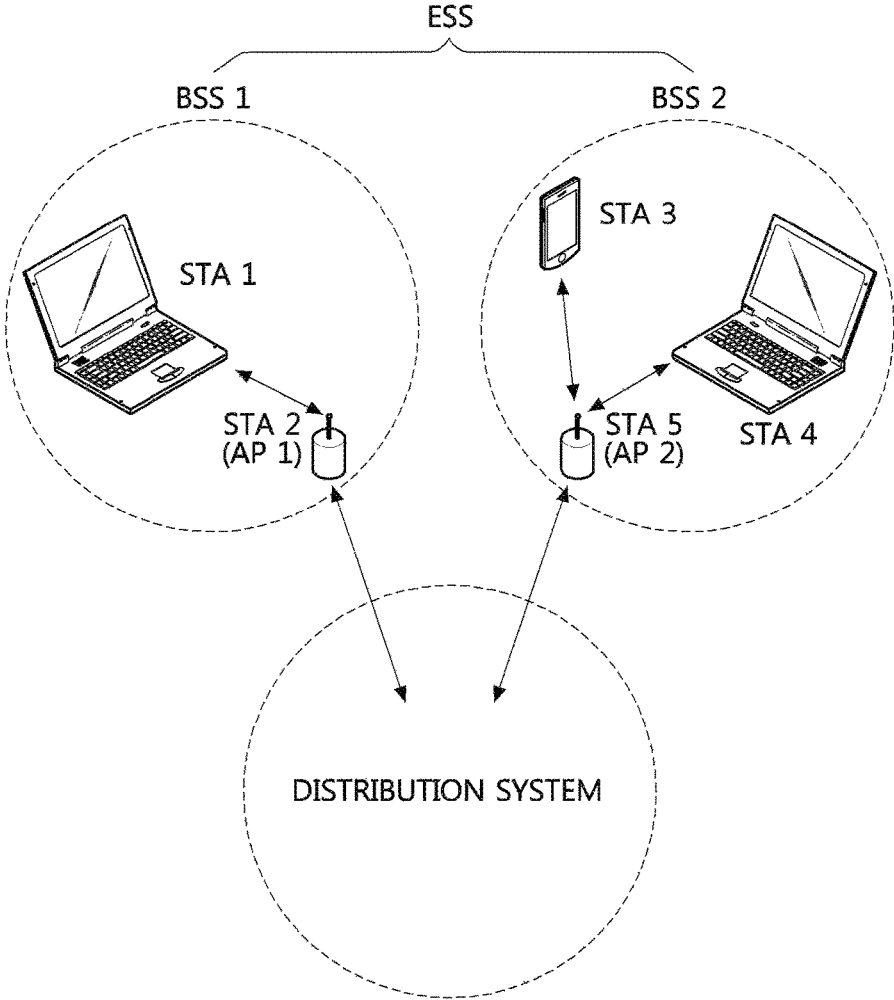 ESS
BSS 1
BSS 2
STA 1
STA 2
(AP 1)
STA 3
STA 4
STA 5
(AP 2)
DISTRIBUTION SYSTEM